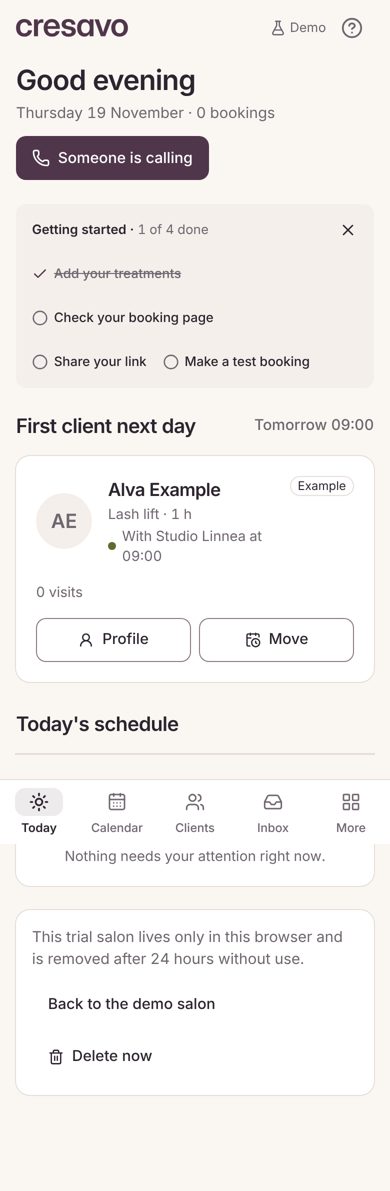 cresavo
Demo
Good evening
Thursday 19 November · 0 bookings
Someone is calling
Getting started · 1 of 4 done
Add your treatments
Check your booking page
Share your link
Make a test booking
First client next day
Tomorrow 09:00
AE
Alva Example
Example
Lash lift · 1 h
With Studio Linnea at
09:00
0 visits
Profile
Move
Today's schedule
Today
Calendar
Clients
Inbox
More
Nothing needs your attention right now.
This trial salon lives only in this browser and
is removed after 24 hours without use.
Back to the demo salon
Delete now